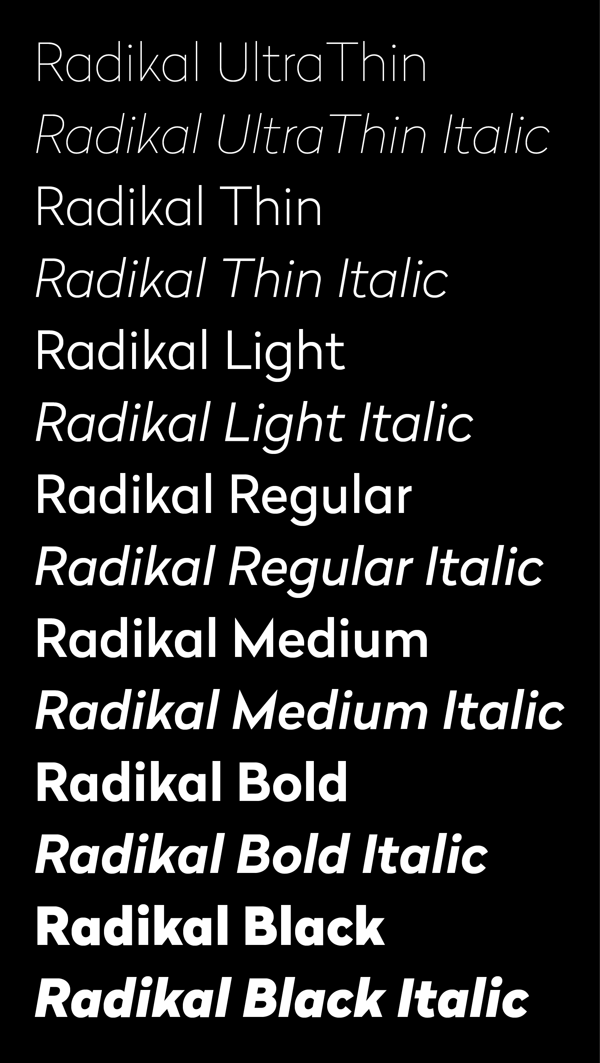 Radikal UltraThin
Radikal UltraThin Italic
Radikal Thin
Radikal Thin Italic
Radikal Light
Radikal Light Italic
Radikal Regular
Radikal Regular Italic
Radikal Medium
Radikal Medium Italic
Radikal Bold
Radikal Bold Italic
Radikal Black
Radikal Black Italic